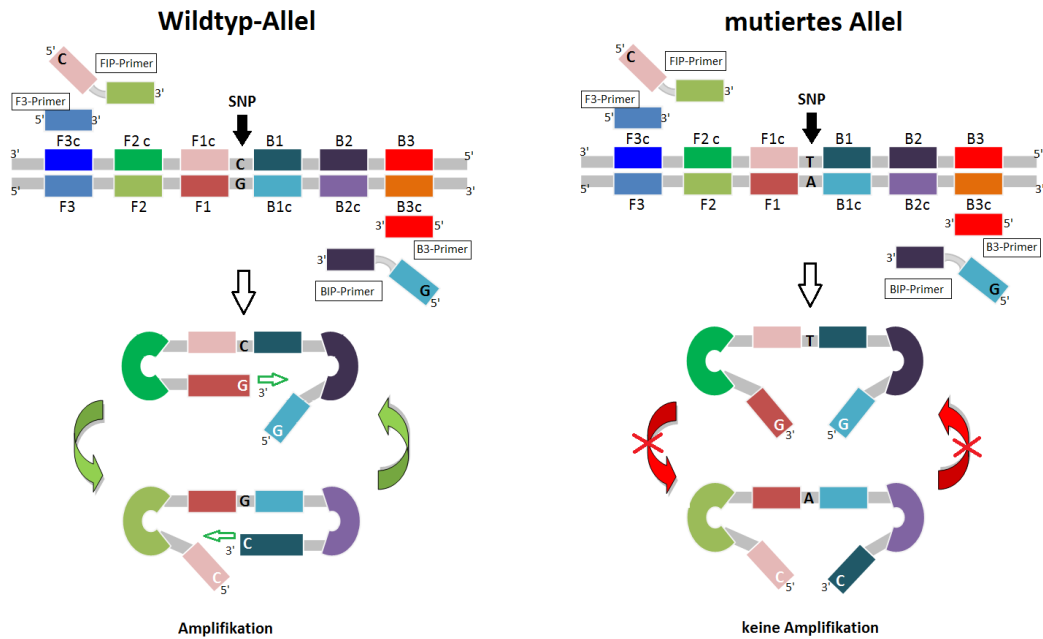 Wildtyp-Allel
5'
C
FIP-Primer
3'
F3-Primer
5'
3'
SNP
F3c
F2 c
F1c
B1
B2
B3
3'
C
5'
5'
G
3'
F3
F2
F1
B1c
B2c
B3c
3'
5'
B3-Primer
3'
BIP-Primer
G
5'
C
G
3'
G
5'
G
C
3'
C
5'
Amplifikation
mutiertes Allel
5'
C
FIP-Primer
3'
F3-Primer
5'
3'
SNP
F3c
F2 c
F1c
B1
B2
B3
3'
T
5'
5'
A
3'
F3
F2
F1
B1c
B2c
B3c
3'
5'
B3-Primer
3'
BIP-Primer
G
5'
T
G
3'
G
5'
A
C
5'
C
3'
keine Amplifikation